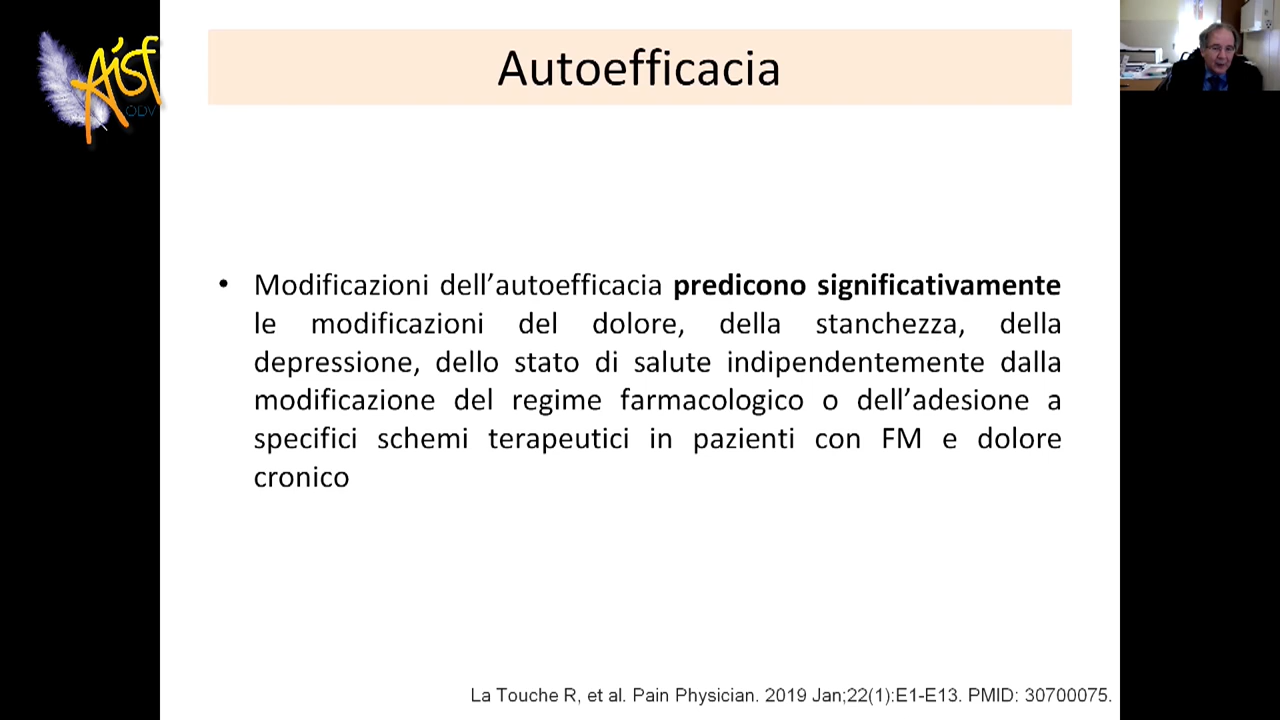 Aisf
ODV
Autoefficacia
• Modificazioni dell’autoefficacia predicono significativamente
le modificazioni del dolore, della stanchezza, della
depressione, dello stato di salute indipendentemente dalla
modificazione del regime farmacologico o dell’adesione a
specifici schemi terapeutici in pazienti con FM e dolore
cronico
La Touche R, et al. Pain Physician. 2019 Jan;22(1):E1-E13. PMID: 30700075.